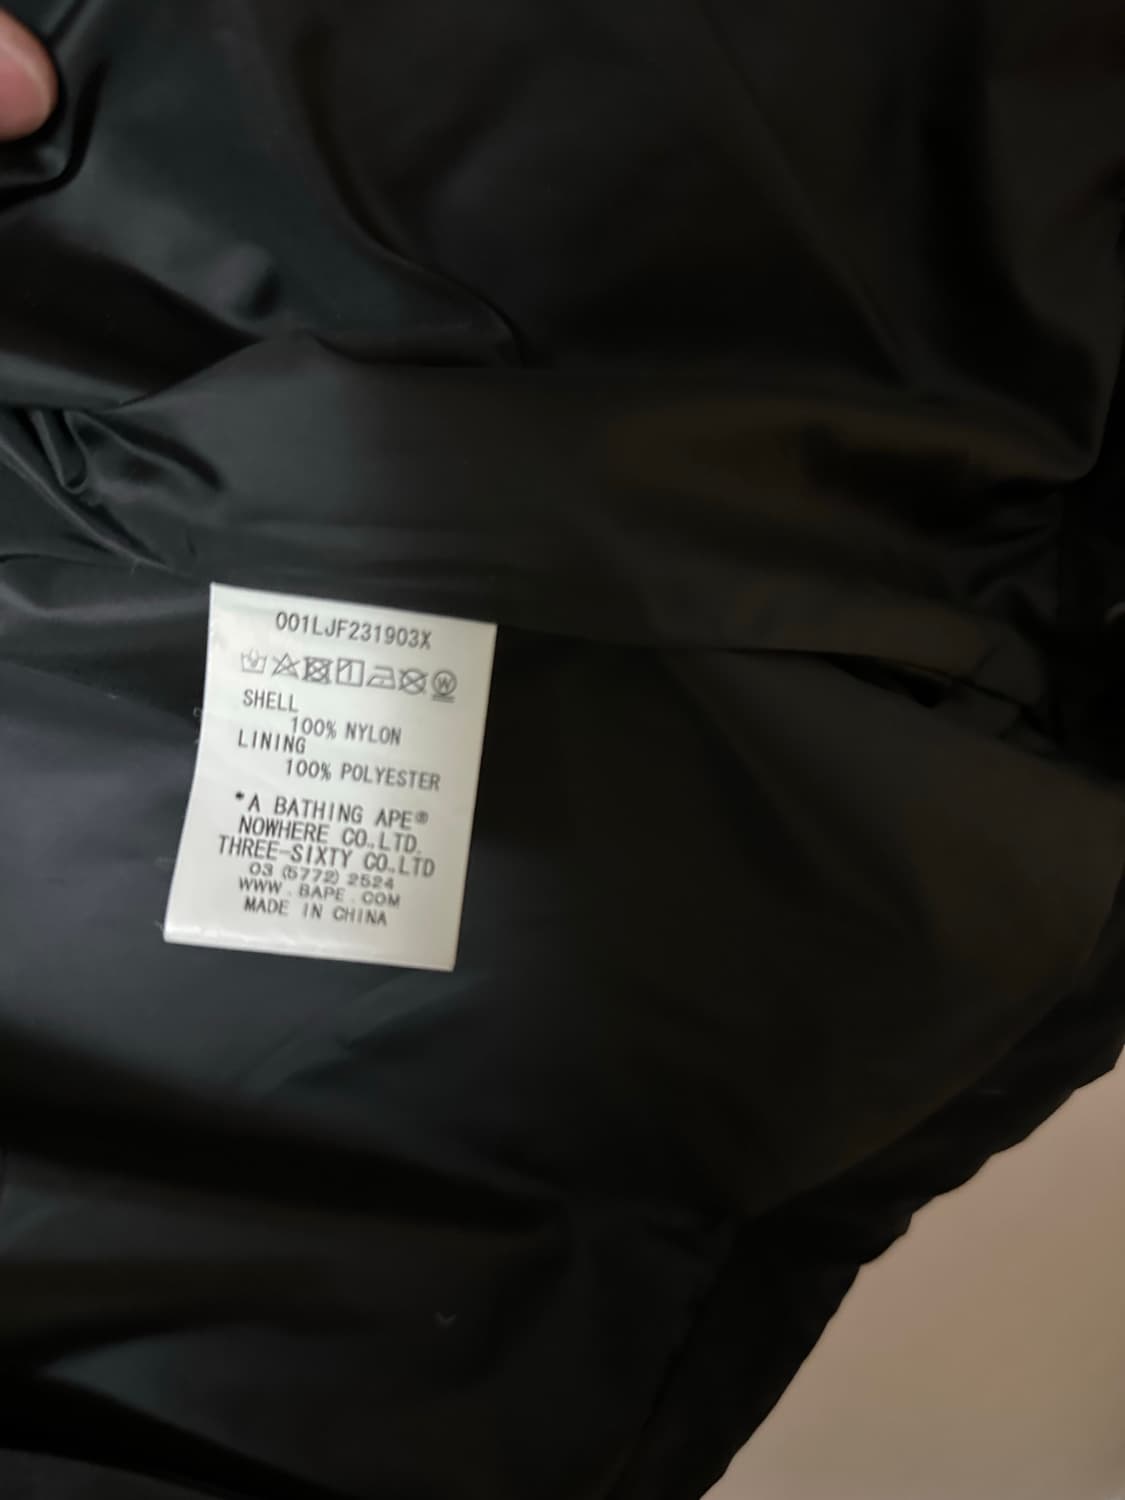 001LJF231903X
SHELL
100% NYLON
LINING
100% POLYESTER
*A BATHING APE®
NOWHERE CO.,LTD.
THREE-SIXTY CO.,LTD
03 (5772) 2524
WWW.BAPE.COM
MADE IN CHINA